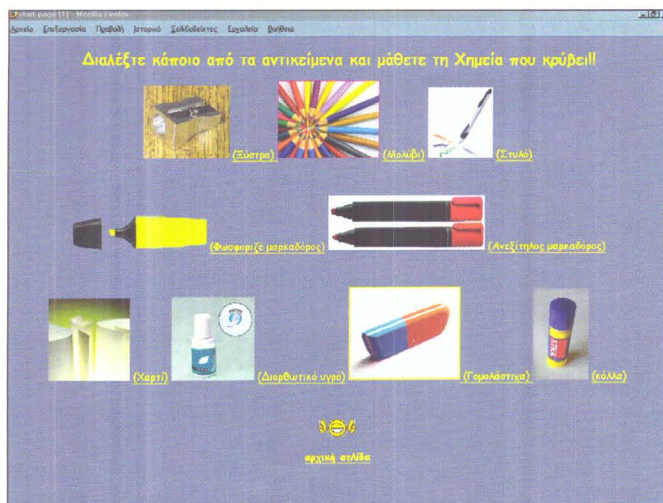 start page [1] - Mozilla Firefox
Αρχείο Επεξεργασία Προβολή Ιστορικό Σελιδοδείκτες Εργαλεία Βοήθεια
Διαλέξτε κάποιο από τα αντικείμενα και μάθετε τη Χημεία που κρύβει!!
(Ξύστρα) (Μολύβι) (Στυλό)
(Φωσφοριζέ μαρκαδόρος) (Ανεξίτηλος μαρκαδόρος)
(Χαρτί) (Διορθωτικό υγρό) (Γομολάστιχα) (κόλλα)
αρχική σελίδα